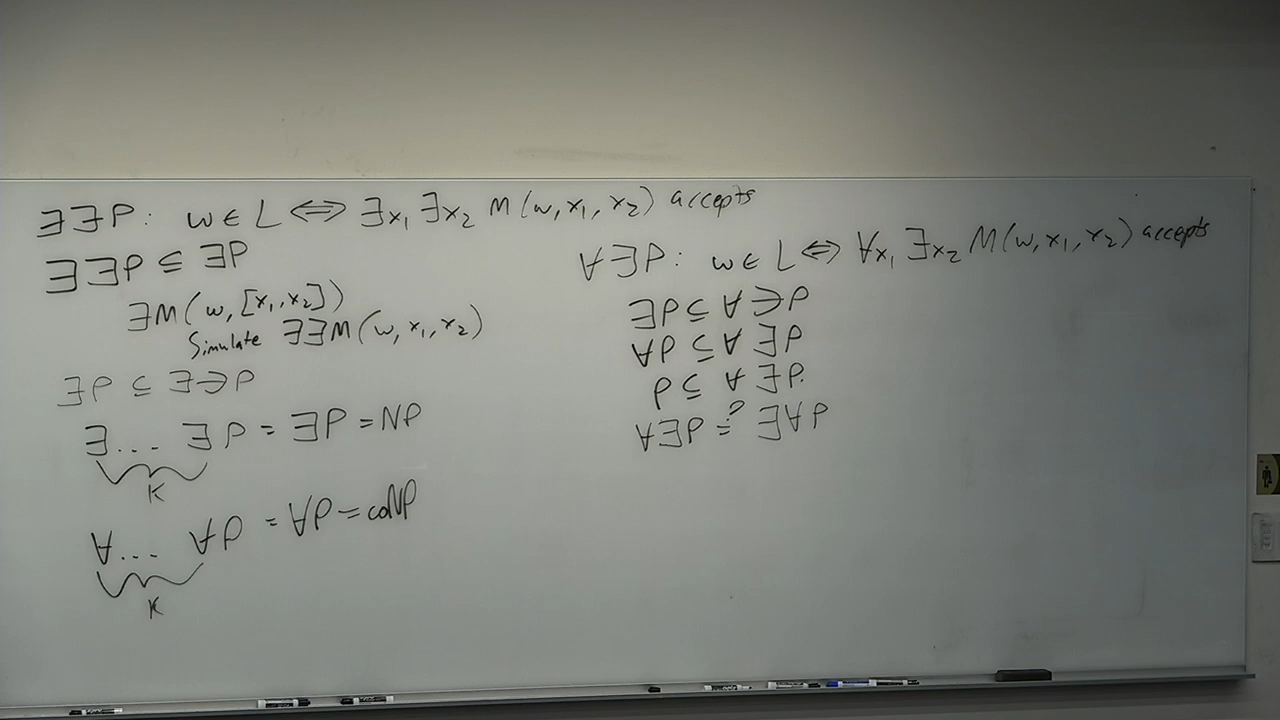 ∃∃P: w∈L ⟺ ∃x₁ ∃x₂ M(w, x₁, x₂) accepts
∃∃P ⊆ ∃P
∃M(w, [x₁, x₂])
Simulate ∃∃M(w, x₁, x₂)
∃P ⊆ ∃∃P
∃... ∃P = ∃P = NP
K
∀... ∀P = ∀P = coNP
K
∀∃P: w∈L ⟺ ∀x₁ ∃x₂ M(w, x₁, x₂) accepts
∃P ⊆ ∀∃P
∀P ⊆ ∀∃P
P ⊆ ∀∃P.
∀∃P =? ∃∀P